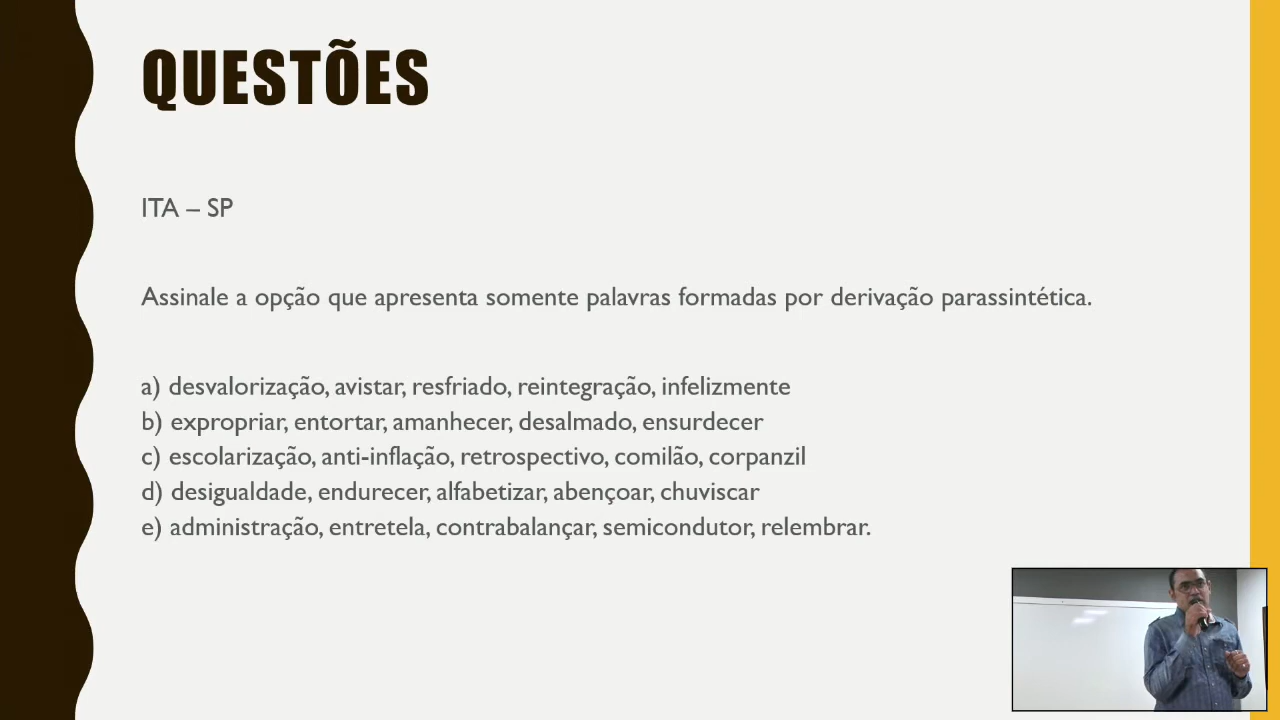 QUESTÕES
ITA – SP
Assinale a opção que apresenta somente palavras formadas por derivação parassintética.
a) desvalorização, avistar, resfriado, reintegração, infelizmente
b) expropriar, entortar, amanhecer, desalmado, ensurdecer
c) escolarização, anti-inflação, retrospectivo, comilão, corpanzil
d) desigualdade, endurecer, alfabetizar, abençoar, chuviscar
e) administração, entretela, contrabalançar, semicondutor, relembrar.